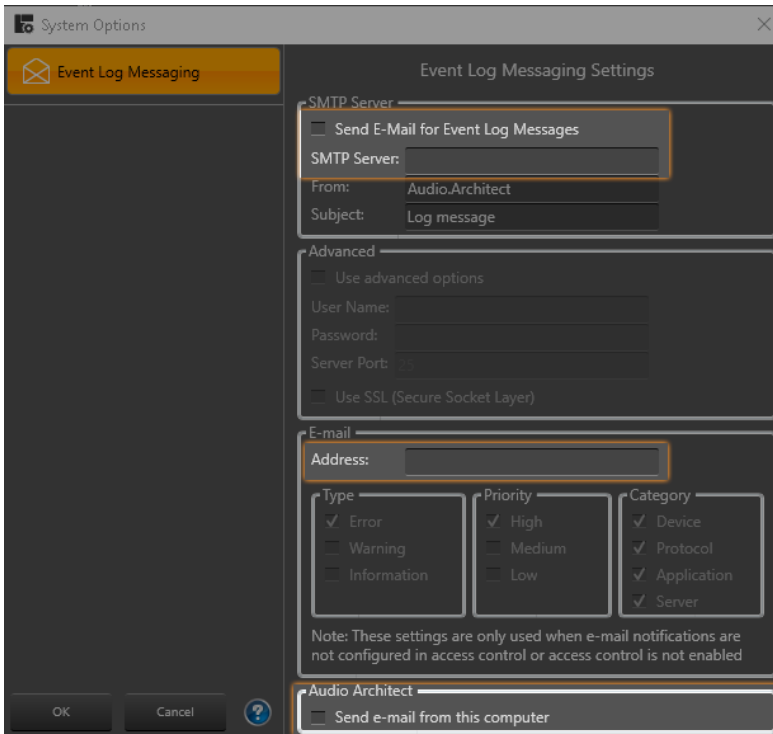 System Options
Event Log Messaging
Event Log Messaging Settings
SMTP Server
Send E-Mail for Event Log Messages
SMTP Server:
From: Audio.Architect
Subject: Log message
Advanced
Use advanced options
User Name:
Password:
Server Port: 25
Use SSL (Secure Socket Layer)
E-mail
Address:
Type
Error
Warning
Information
Priority
High
Medium
Low
Category
Device
Protocol
Application
Server
Note: These settings are only used when e-mail notifications are
not configured in access control or access control is not enabled
Audio Architect
Send e-mail from this computer
OK
Cancel
?